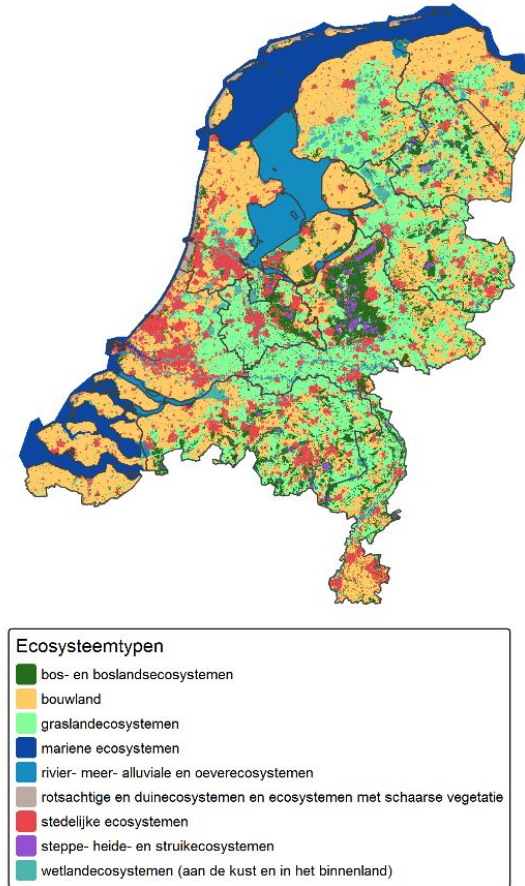 Ecosysteemtypen
bos- en boslandsecosystemen
bouwland
graslandecosystemen
mariene ecosystemen
rivier- meer- alluviale en oeverecosystemen
rotsachtige en duinecosystemen en ecosystemen met schaarse vegetatie
stedelijke ecosystemen
steppe- heide- en struikecosystemen
wetlandecosystemen (aan de kust en in het binnenland)